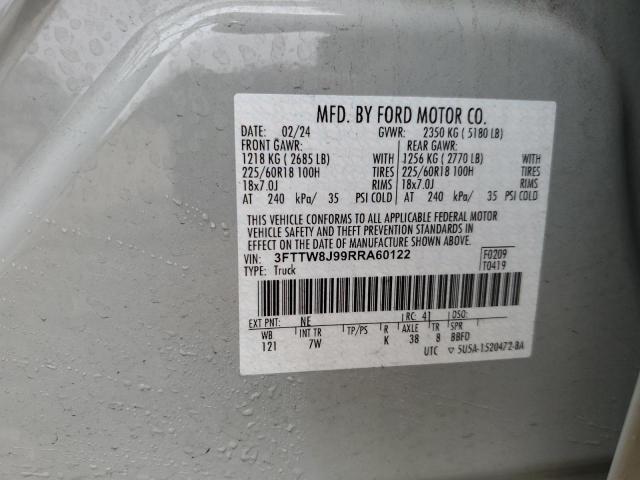 MFD. BY FORD MOTOR CO.
DATE: 02/24 GVWR: 2350 KG ( 5180 LB)
FRONT GAWR: REAR GAWR:
1218 KG ( 2685 LB) WITH 1256 KG ( 2770 LB) WITH
225/60R18 100H TIRES 225/60R18 100H TIRES
18x7.0J RIMS 18x7.0J RIMS
AT 240 kPa/ 35 PSI COLD AT 240 kPa/ 35 PSI COLD
THIS VEHICLE CONFORMS TO ALL APPLICABLE FEDERAL MOTOR
VEHICLE SAFETY AND THEFT PREVENTION STANDARDS IN
EFFECT ON THE DATE OF MANUFACTURE SHOWN ABOVE.
VIN: 3FTTW8J99RRA60122 F0209
TYPE: Truck T0419
EXT PNT: NE RC: 41 DSO:
WB INT TR TP/PS R AXLE TR SPR
121 7W K 38 8 BBFD
UTC ▽ 5U5A-1520472-BA